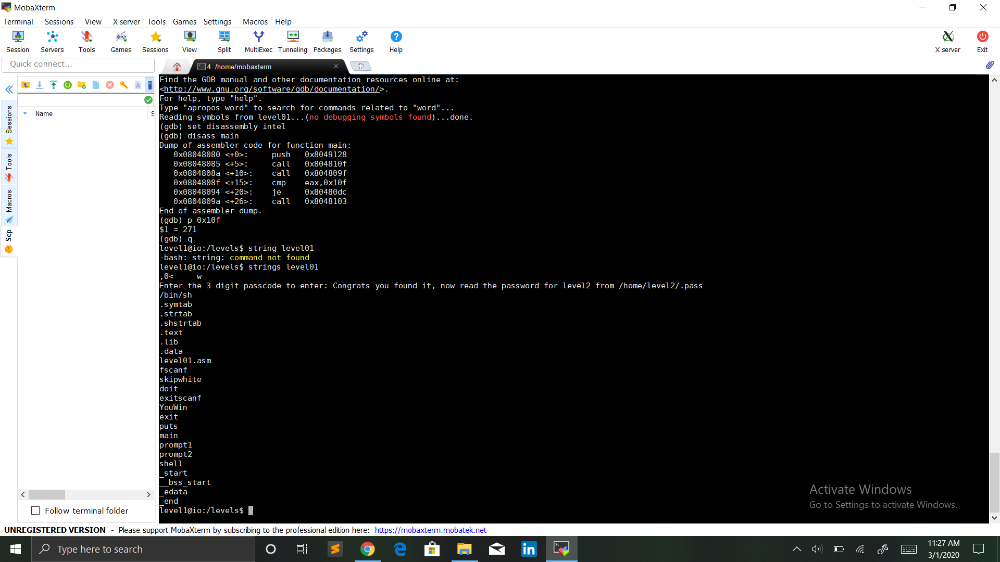 MobaXterm
Terminal Sessions View X server Tools Games Settings Macros Help
Session Servers Tools Games Sessions View Split MultiExec Tunneling Packages Settings Help X server Exit
Quick connect...
4. /home/mobaxterm
Name S
Sessions
Tools
Macros
Scp
Find the GDB manual and other documentation resources online at:
<http://www.gnu.org/software/gdb/documentation/>.
For help, type "help".
Type "apropos word" to search for commands related to "word"...
Reading symbols from level01...(no debugging symbols found)...done.
(gdb) set disassembly intel
(gdb) disass main
Dump of assembler code for function main:
   0x08048080 <+0>:     push   0x8049128
   0x08048085 <+5>:     call   0x804810f
   0x0804808a <+10>:    call   0x804809f
   0x0804808f <+15>:    cmp    eax,0x10f
   0x08048094 <+20>:    je     0x80480dc
   0x0804809a <+26>:    call   0x8048103
End of assembler dump.
(gdb) p 0x10f
$1 = 271
(gdb) q
level1@io:/levels$ string level01
-bash: string: command not found
level1@io:/levels$ strings level01
,0<     w
Enter the 3 digit passcode to enter: Congrats you found it, now read the password for level2 from /home/level2/.pass
/bin/sh
.symtab
.strtab
.shstrtab
.text
.lib
.data
level01.asm
fscanf
skipwhite
doit
exitscanf
YouWin
exit
puts
main
prompt1
prompt2
shell
_start
__bss_start
_edata
_end
level1@io:/levels$
Follow terminal folder
Activate Windows
Go to Settings to activate Windows.
UNREGISTERED VERSION - Please support MobaXterm by subscribing to the professional edition here: https://mobaxterm.mobatek.net
Type here to search
11:27 AM
3/1/2020